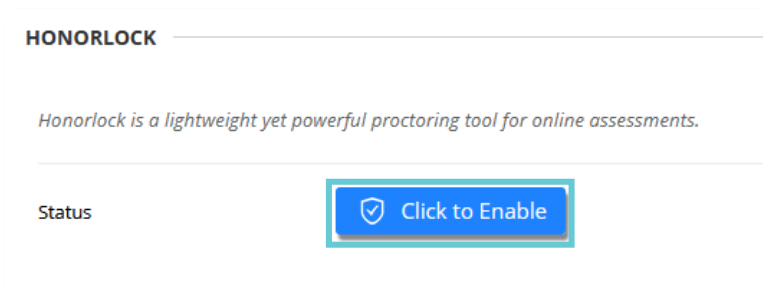 HONORLOCK
Honorlock is a lightweight yet powerful proctoring tool for online assessments.
Status
Click to Enable